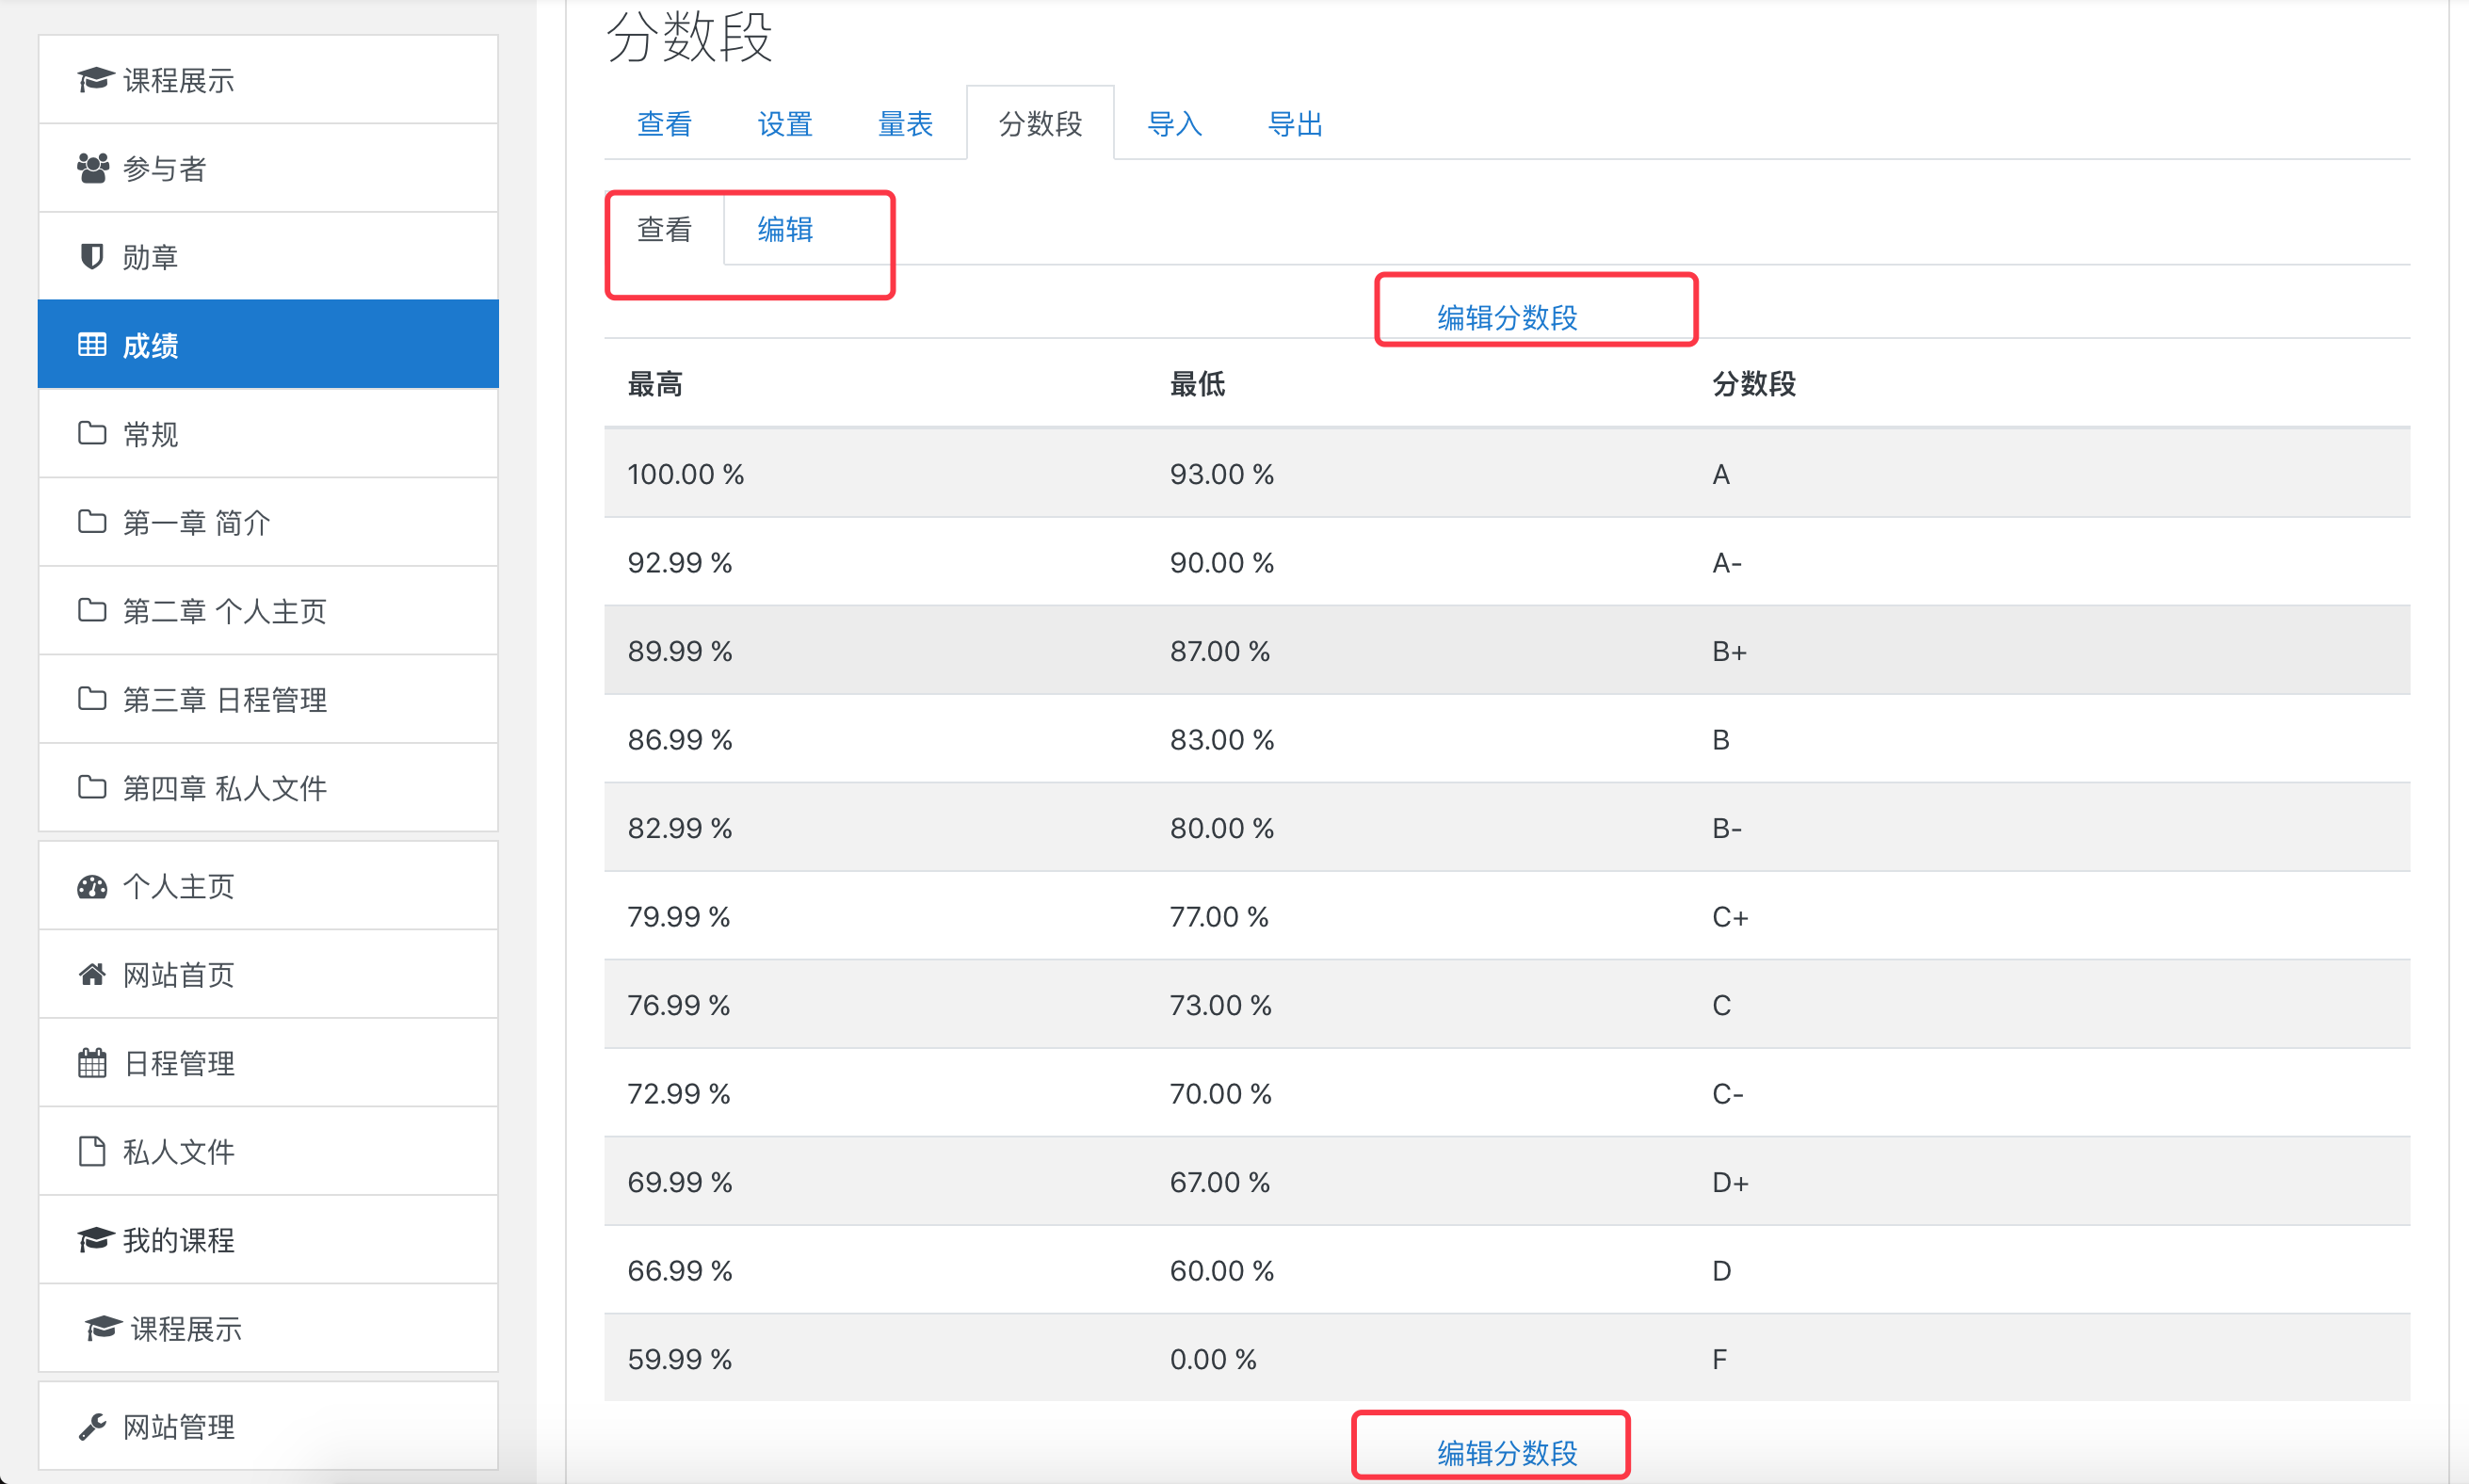 课程展示
参与者
勋章
成绩
常规
第一章 简介
第二章 个人主页
第三章 日程管理
第四章 私人文件
个人主页
网站首页
日程管理
私人文件
我的课程
课程展示
网站管理
分数段
查看 设置 量表 分数段 导入 导出
查看 编辑
编辑分数段
最高 最低 分数段
100.00 % 93.00 % A
92.99 % 90.00 % A-
89.99 % 87.00 % B+
86.99 % 83.00 % B
82.99 % 80.00 % B-
79.99 % 77.00 % C+
76.99 % 73.00 % C
72.99 % 70.00 % C-
69.99 % 67.00 % D+
66.99 % 60.00 % D
59.99 % 0.00 % F
编辑分数段